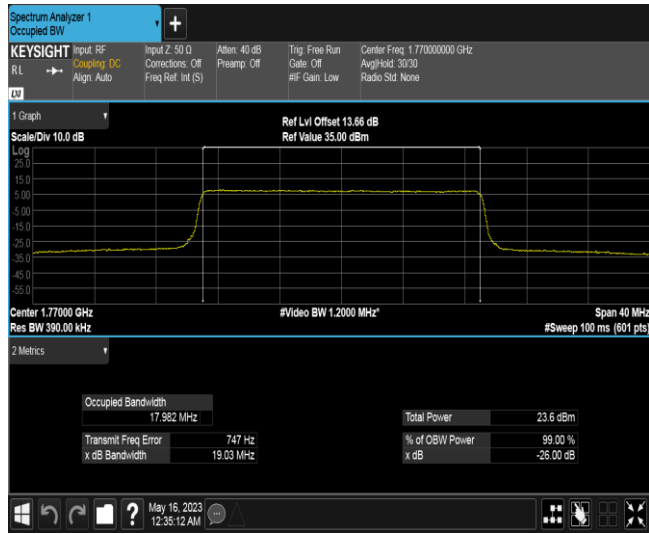 Spectrum Analyzer 1
Occupied BW
+
KEYSIGHT
R L
LXI
Input: RF
Coupling: DC
Align: Auto
Input Z: 50 Ω
Corrections: Off
Freq Ref: Int (S)
Atten: 40 dB
Preamp: Off
Trig: Free Run
Gate: Off
#IF Gain: Low
Center Freq: 1.770000000 GHz
Avg|Hold: 30/30
Radio Std: None
1 Graph
Scale/Div 10.0 dB
Ref Lvl Offset 13.66 dB
Ref Value 35.00 dBm
Log
25.0
15.0
5.00
-5.00
-15.0
-25.0
-35.0
-45.0
-55.0
Center 1.77000 GHz
#Video BW 1.2000 MHz*
Span 40 MHz
Res BW 390.00 kHz
#Sweep 100 ms (601 pts)
2 Metrics
Occupied Bandwidth
17.982 MHz
Total Power 23.6 dBm
Transmit Freq Error 747 Hz
% of OBW Power 99.00 %
x dB Bandwidth 19.03 MHz
x dB -26.00 dB
?
May 16, 2023
12:35:12 AM